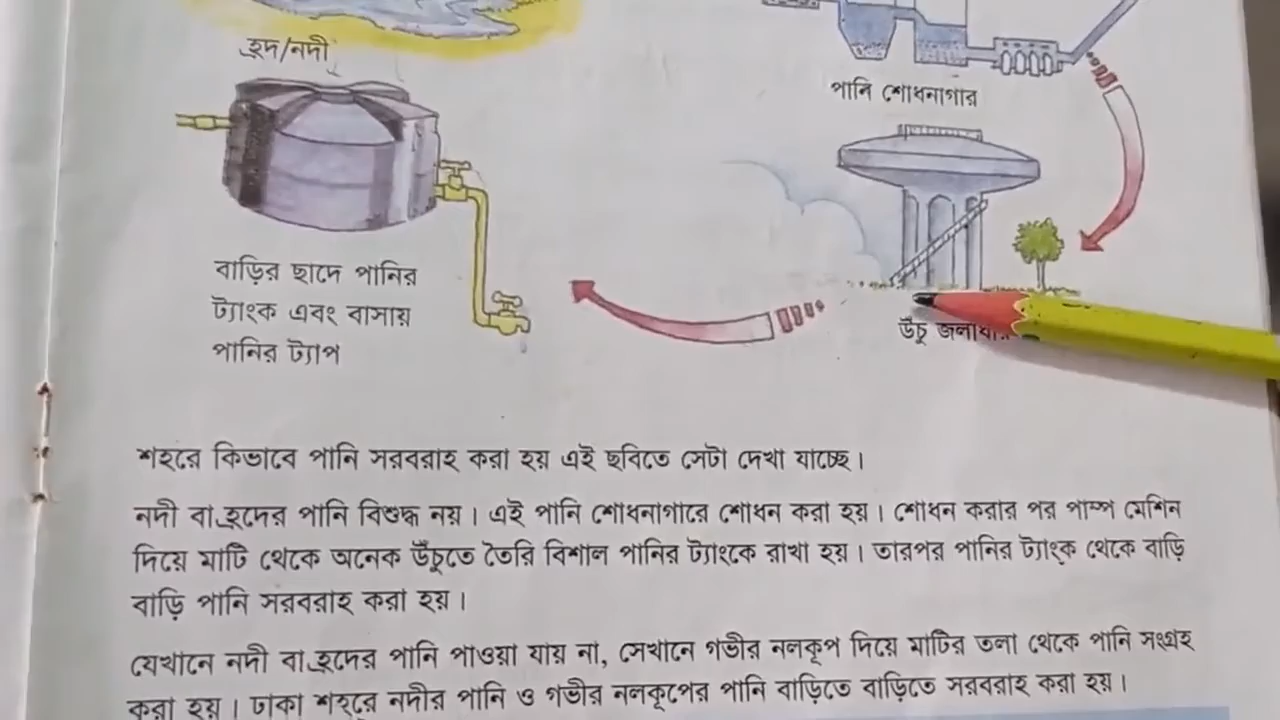 হ্রদ/নদী
পানি শোধনাগার
বাড়ির ছাদে পানির
ট্যাংক এবং বাসায়
পানির ট্যাপ
উঁচু
শহরে কিভাবে পানি সরবরাহ করা হয় এই ছবিতে সেটা দেখা যাচ্ছে।
নদী বা হ্রদের পানি বিশুদ্ধ নয়। এই পানি শোধনাগারে শোধন করা হয়। শোধন করার পর পাম্প মেশিন
দিয়ে মাটি থেকে অনেক উঁচুতে তৈরি বিশাল পানির ট্যাংকে রাখা হয়। তারপর পানির ট্যাংক থেকে বাড়ি
বাড়ি পানি সরবরাহ করা হয়।
যেখানে নদী বা হ্রদের পানি পাওয়া যায় না, সেখানে গভীর নলকূপ দিয়ে মাটির তলা থেকে পানি সংগ্রহ
করা হয়। ঢাকা শহরে নদীর পানি ও গভীর নলকূপের পানি বাড়িতে বাড়িতে সরবরাহ করা হয়।